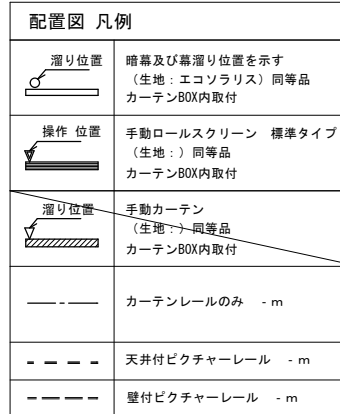 配置図 凡例
溜り位置
暗幕及び幕溜り位置を示す
（生地：エコソラリス）同等品
カーテンBOX内取付
操作 位置
手動ロールスクリーン 標準タイプ
（生地：）同等品
カーテンBOX内取付
溜り位置
手動カーテン
（生地：）同等品
カーテンBOX内取付
カーテンレールのみ - m
天井付ピクチャーレール - m
壁付ピクチャーレール - m